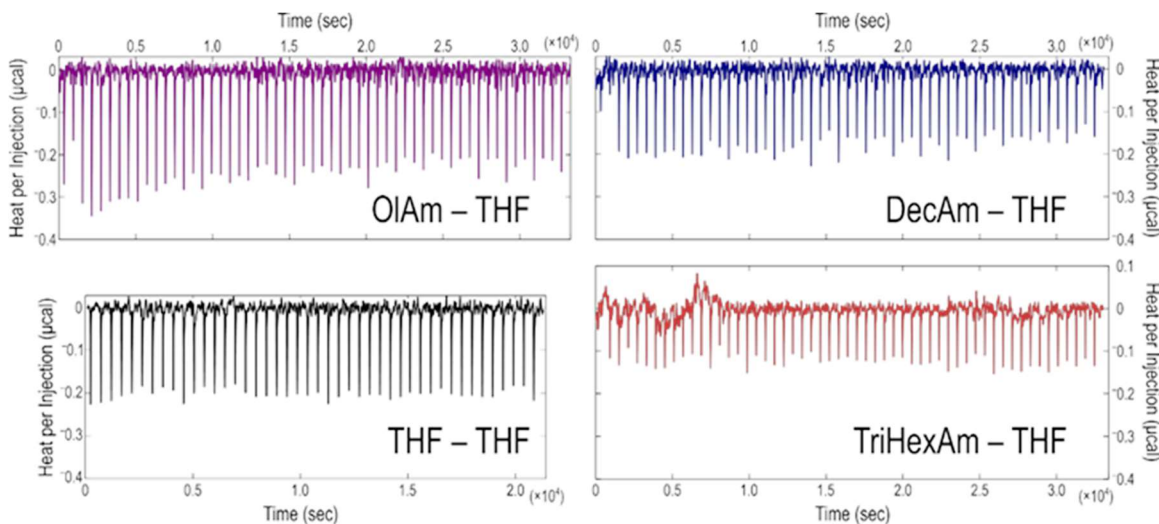 Time (sec)
0 0.5 1.0 1.5 2.0 2.5 3.0 (×10⁴)
Heat per Injection (µcal)
0
⁻0.1
⁻0.2
⁻0.3
⁻0.4
OlAm – THF
Time (sec)
0 0.5 1.0 1.5 2.0 2.5 3.0 (×10⁴)
0
⁻0.1
⁻0.2
⁻0.3
⁻0.4
Heat per Injection (µcal)
DecAm – THF
Heat per Injection (µcal)
0
⁻0.1
⁻0.2
⁻0.3
⁻0.4
THF – THF
0 0.5 1.0 1.5 2.0 (×10⁴)
Time (sec)
0.1
0
⁻0.1
⁻0.2
⁻0.3
⁻0.4
Heat per Injection (µcal)
TriHexAm – THF
0 0.5 1.0 1.5 2.0 2.5 3.0 (×10⁴)
Time (sec)